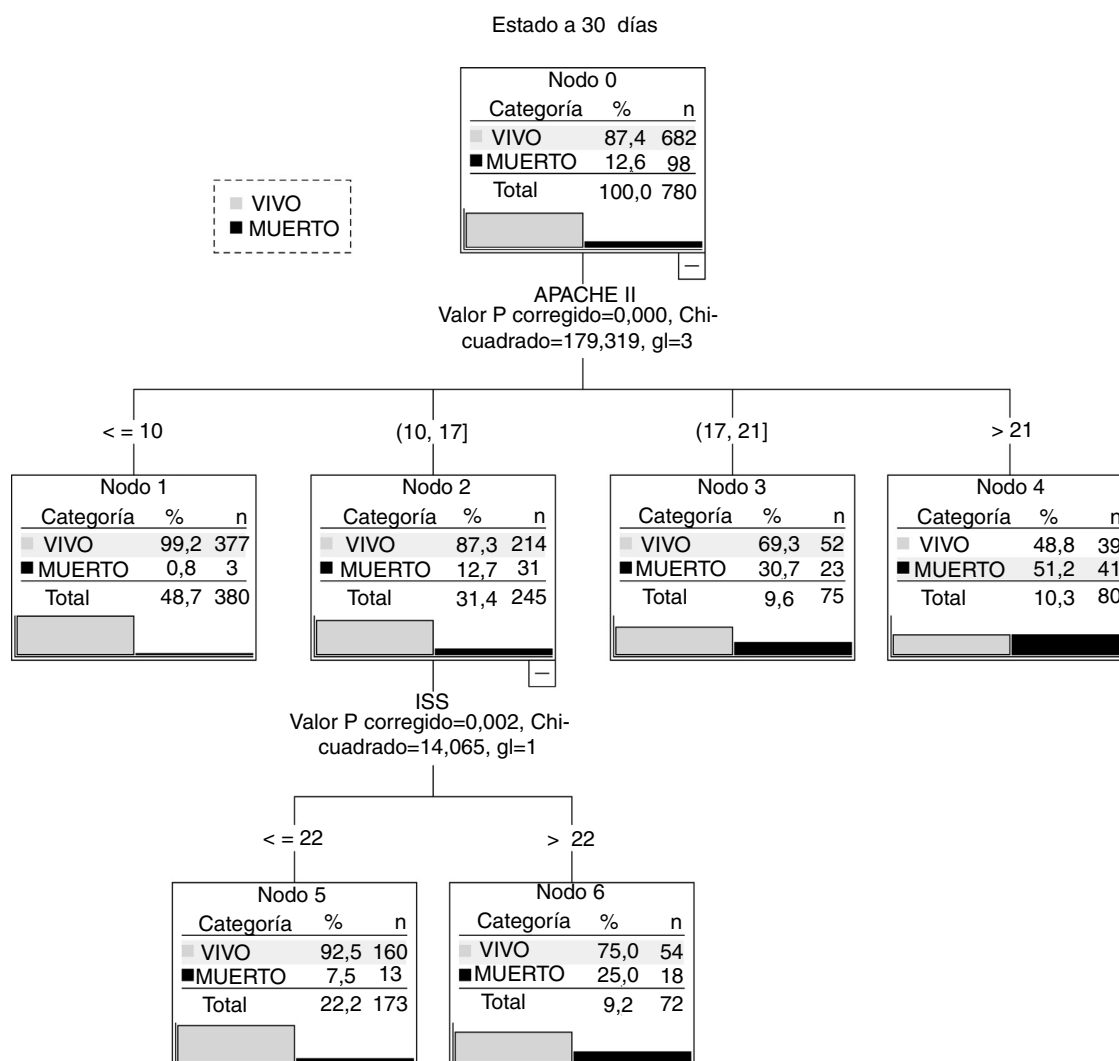 Estado a 30 días
Nodo 0
Categoría % n
VIVO 87,4 682
MUERTO 12,6 98
Total 100,0 780
VIVO
MUERTO
APACHE II
Valor P corregido=0,000, Chi-
cuadrado=179,319, gl=3
< = 10
(10, 17]
(17, 21]
> 21
Nodo 1
Categoría % n
VIVO 99,2 377
MUERTO 0,8 3
Total 48,7 380
Nodo 2
Categoría % n
VIVO 87,3 214
MUERTO 12,7 31
Total 31,4 245
Nodo 3
Categoría % n
VIVO 69,3 52
MUERTO 30,7 23
Total 9,6 75
Nodo 4
Categoría % n
VIVO 48,8 39
MUERTO 51,2 41
Total 10,3 80
ISS
Valor P corregido=0,002, Chi-
cuadrado=14,065, gl=1
< = 22
> 22
Nodo 5
Categoría % n
VIVO 92,5 160
MUERTO 7,5 13
Total 22,2 173
Nodo 6
Categoría % n
VIVO 75,0 54
MUERTO 25,0 18
Total 9,2 72